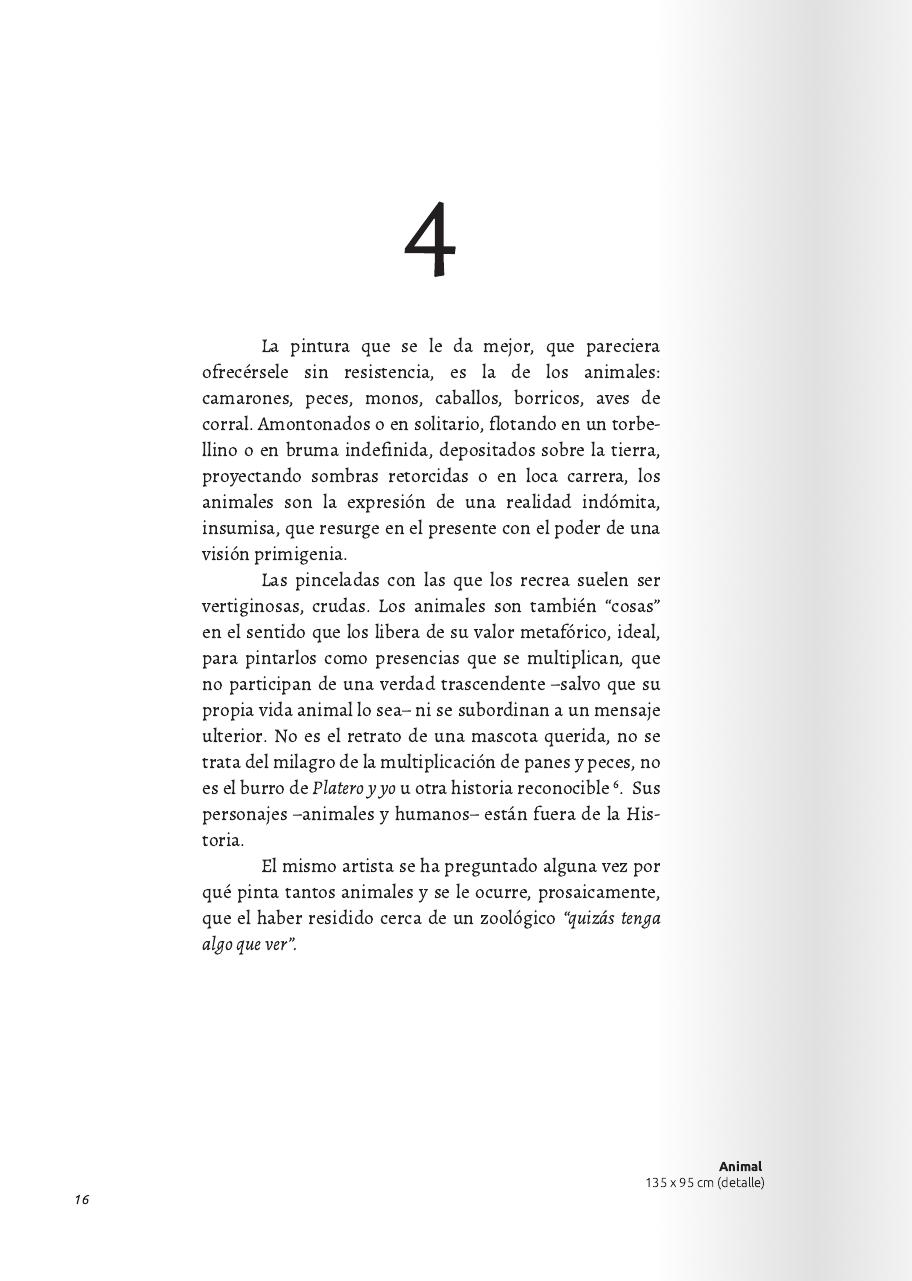 4
La pintura que se le da mejor, que pareciera
ofrecérsele sin resistencia, es la de los animales:
camarones, peces, monos, caballos, borricos, aves de
corral. Amontonados o en solitario, flotando en un torbe-
llino o en bruma indefinida, depositados sobre la tierra,
proyectando sombras retorcidas o en loca carrera, los
animales son la expresión de una realidad indómita,
insumisa, que resurge en el presente con el poder de una
visión primigenia.
Las pinceladas con las que los recrea suelen ser
vertiginosas, crudas. Los animales son también “cosas”
en el sentido que los libera de su valor metafórico, ideal,
para pintarlos como presencias que se multiplican, que
no participan de una verdad trascendente –salvo que su
propia vida animal lo sea– ni se subordinan a un mensaje
ulterior. No es el retrato de una mascota querida, no se
trata del milagro de la multiplicación de panes y peces, no
es el burro de Platero y yo u otra historia reconocible ⁶. Sus
personajes –animales y humanos– están fuera de la His-
toria.
El mismo artista se ha preguntado alguna vez por
qué pinta tantos animales y se le ocurre, prosaicamente,
que el haber residido cerca de un zoológico “quizás tenga
algo que ver”.
Animal
135 x 95 cm (detalle)
16